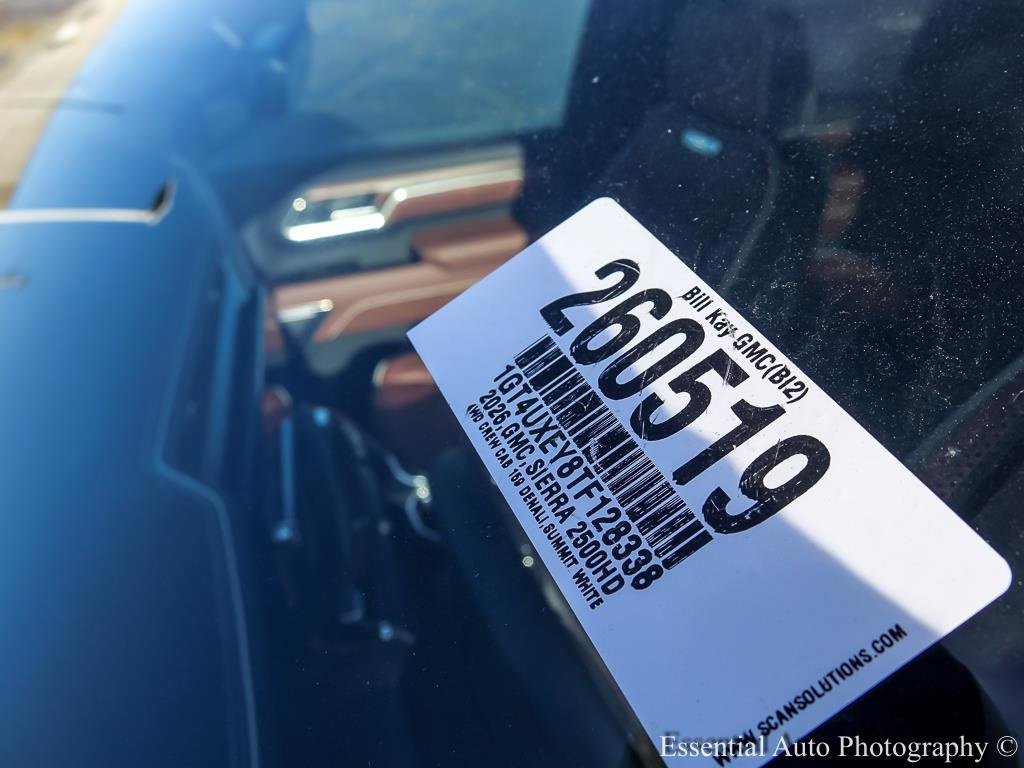 Bill Kay GMC(BI2)
260519
1GT4UXEY8TF128338
2026,GMC,SIERRA 2500HD
(WD CREW CAB 159 DENALI,SUMMIT WHITE
WWW.SCANSOLUTIONS.COM
Essential Auto Photography ©